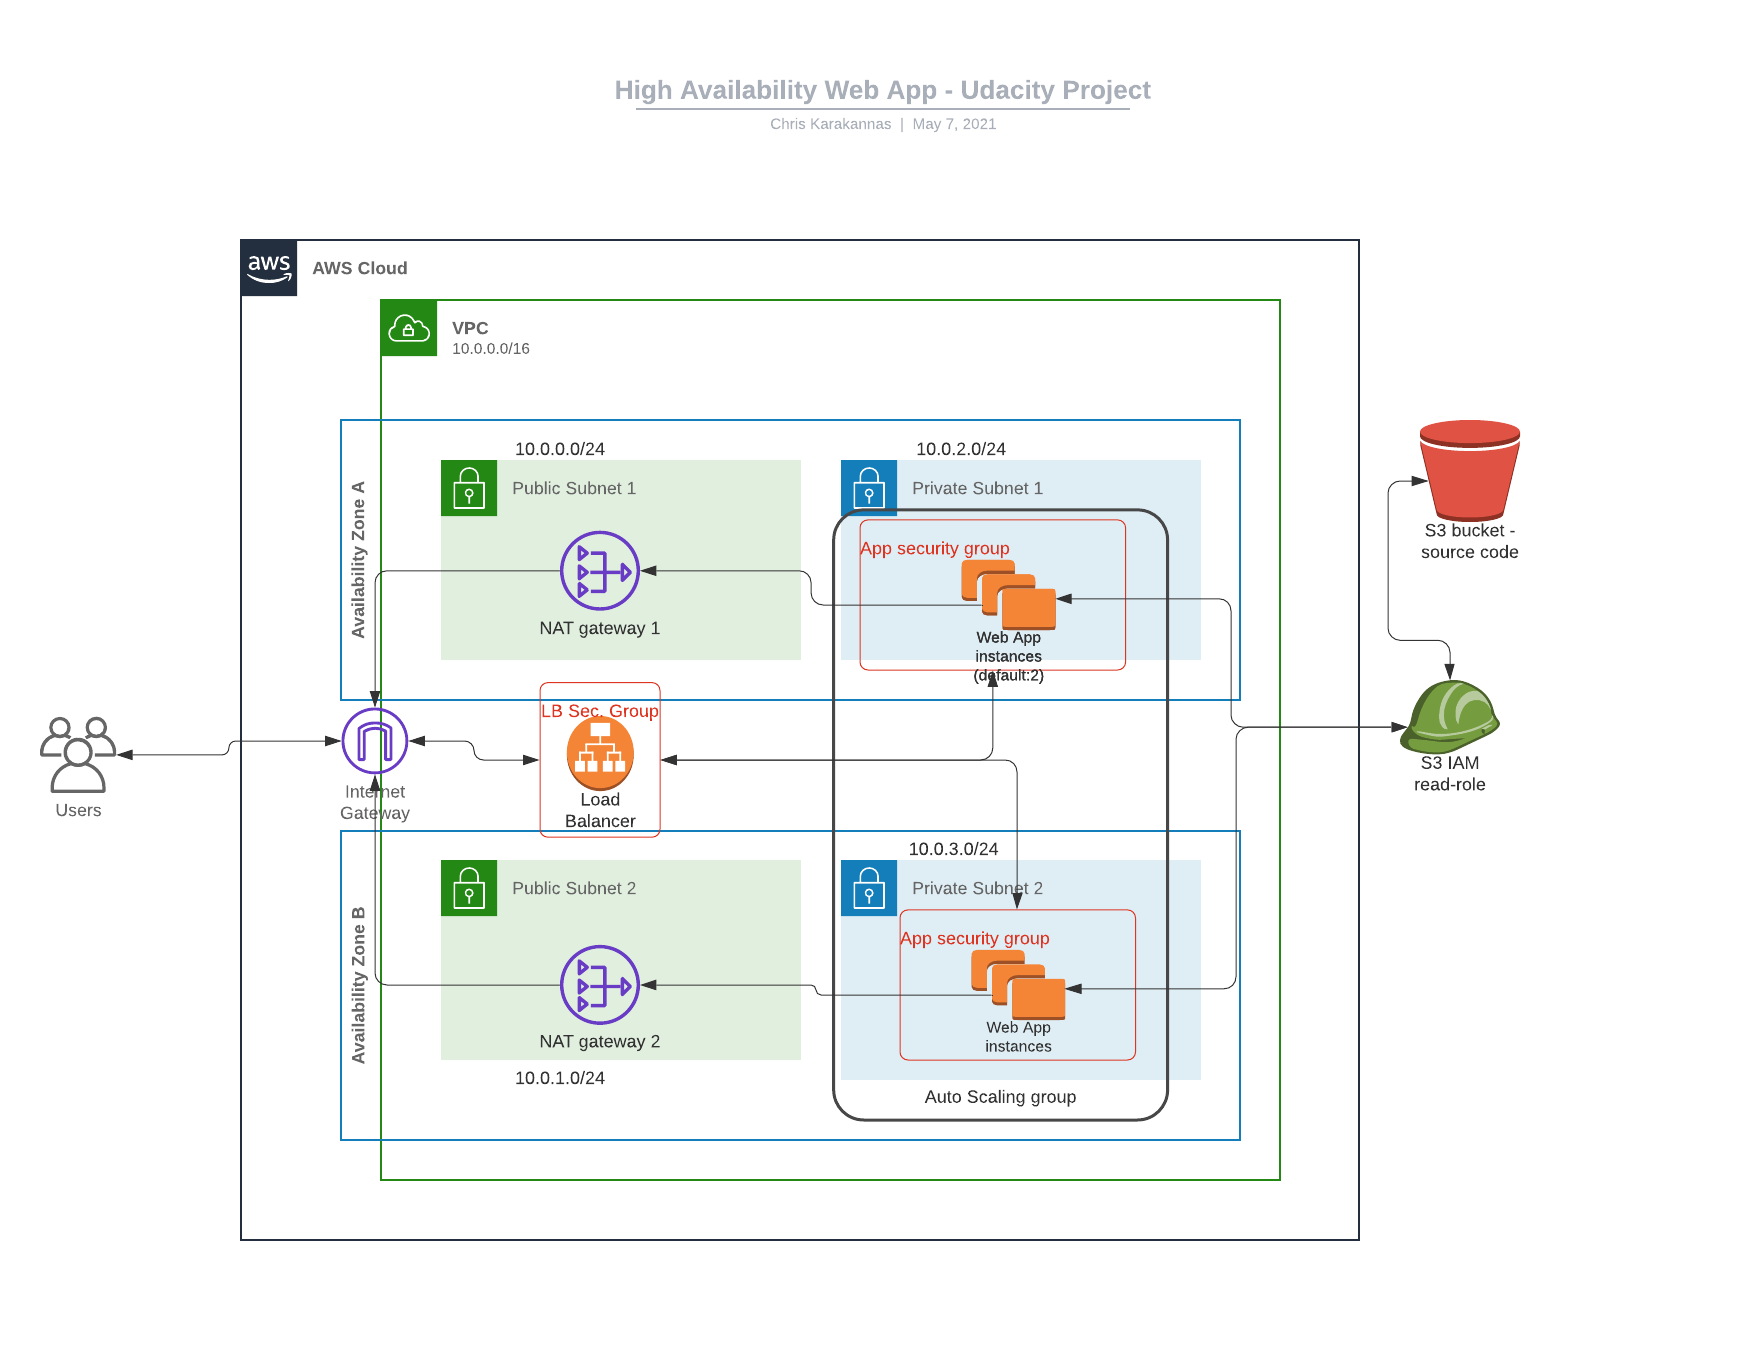 High Availability Web App - Udacity Project
Chris Karakannas | May 7, 2021
aws
AWS Cloud
VPC
10.0.0.0/16
Availability Zone A
10.0.0.0/24
Public Subnet 1
NAT gateway 1
10.0.2.0/24
Private Subnet 1
App security group
Web App
instances
(default:2)
S3 bucket -
source code
Users
Internet
Gateway
LB Sec. Group
Load
Balancer
S3 IAM
read-role
Availability Zone B
Public Subnet 2
NAT gateway 2
10.0.1.0/24
10.0.3.0/24
Private Subnet 2
App security group
Web App
instances
Auto Scaling group